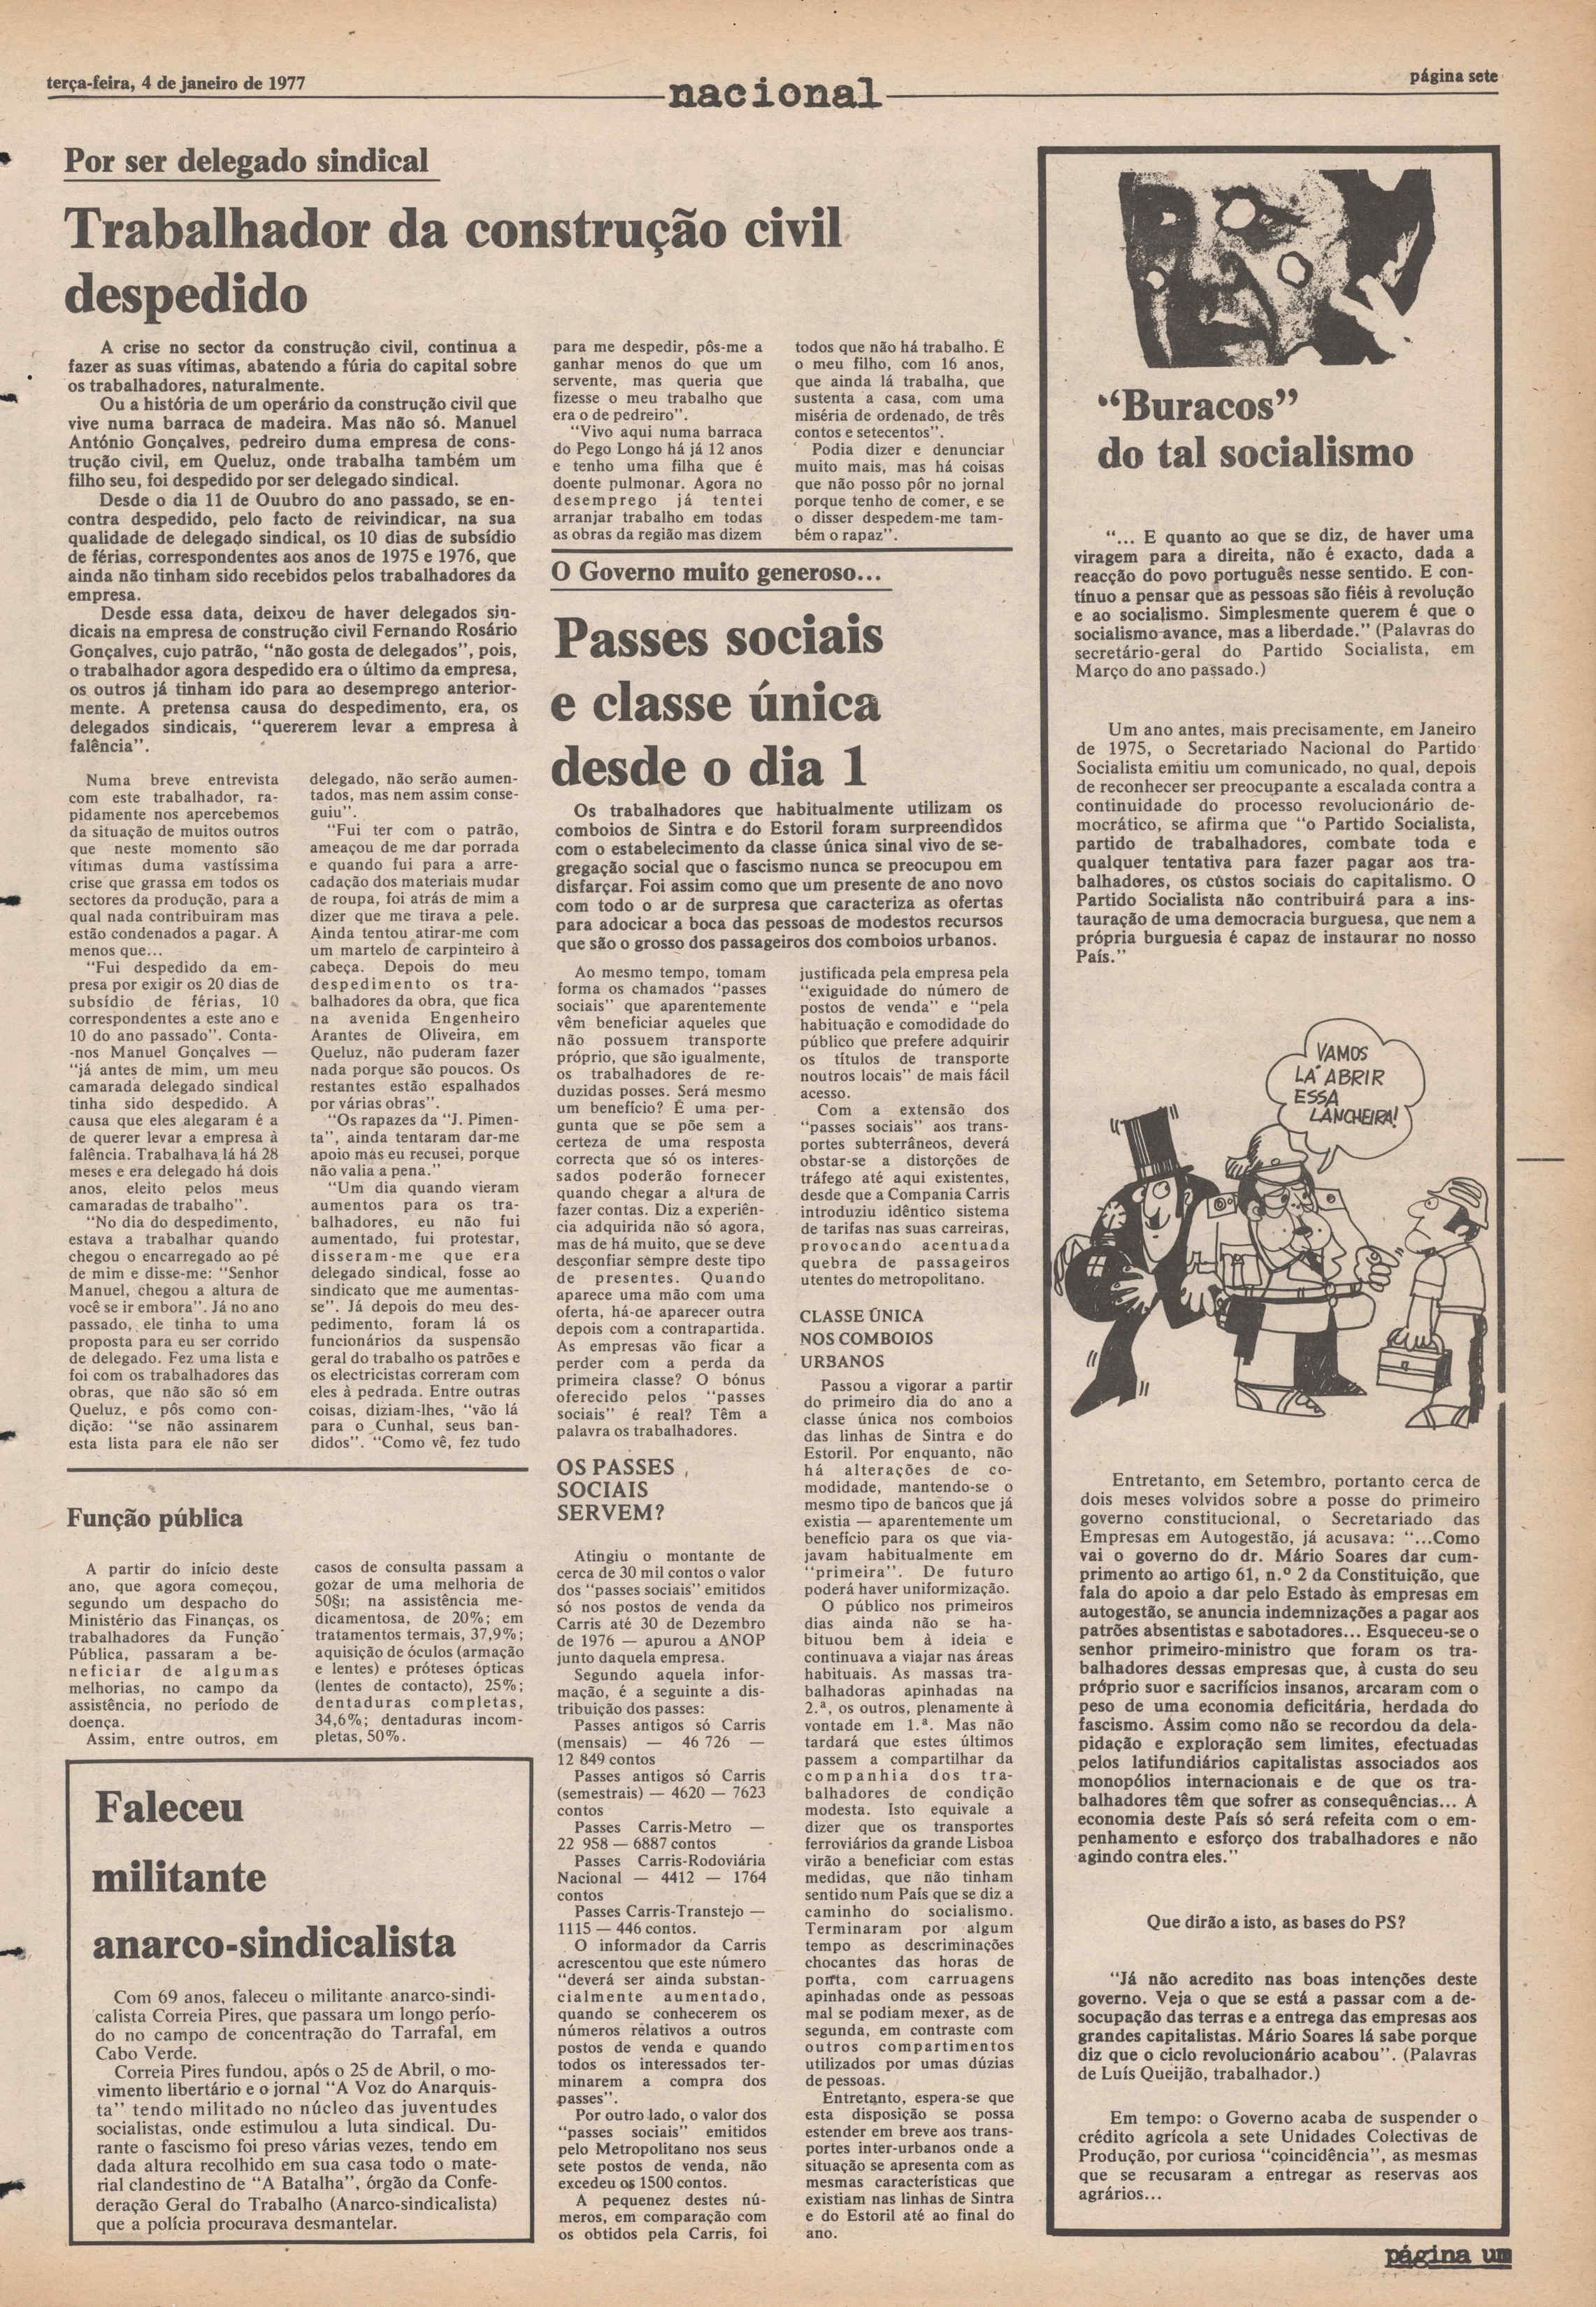 terça-feira, 4 de janeiro de 1977
nacional
página sete
Por ser delegado sindical
Trabalhador da construção civil
despedido
A crise no sector da construção civil, continua a
fazer as suas vítimas, abatendo a fúria do capital sobre
os trabalhadores, naturalmente.
Ou a história de um operário da construção civil que
vive numa barraca de madeira. Mas não só. Manuel
António Gonçalves, pedreiro duma empresa de cons-
trução civil, em Queluz, onde trabalha também um
filho seu, foi despedido por ser delegado sindical.
Desde o dia 11 de Ouubro do ano passado, se en-
contra despedido, pelo facto de reivindicar, na sua
qualidade de delegado sindical, os 10 dias de subsídio
de férias, correspondentes aos anos de 1975 e 1976, que
ainda não tinham sido recebidos pelos trabalhadores da
empresa.
Desde essa data, deixou de haver delegados sin-
dicais na empresa de construção civil Fernando Rosário
Gonçalves, cujo patrão, "não gosta de delegados", pois,
o trabalhador agora despedido era o último da empresa,
os outros já tinham ido para ao desemprego anterior-
mente. A pretensa causa do despedimento, era, os
delegados sindicais, "quererem levar a empresa à
falência".
Numa breve entrevista
com este trabalhador, ra-
pidamente nos apercebemos
da situação de muitos outros
que neste momento são
vítimas duma vastíssima
crise que grassa em todos os
sectores da produção, para a
qual nada contribuiram mas
estão condenados a pagar. A
menos que...
"Fui despedido da em-
presa por exigir os 20 dias de
subsídio de férias, 10
correspondentes a este ano e
10 do ano passado". Conta-
-nos Manuel Gonçalves —
"já antes de mim, um meu
camarada delegado sindical
tinha sido despedido. A
causa que eles alegaram é a
de querer levar a empresa à
falência. Trabalhava lá há 28
meses e era delegado há dois
anos, eleito pelos meus
camaradas de trabalho".
"No dia do despedimento,
estava a trabalhar quando
chegou o encarregado ao pé
de mim e disse-me: "Senhor
Manuel, chegou a altura de
você se ir embora". Já no ano
passado, ele tinha to uma
proposta para eu ser corrido
de delegado. Fez uma lista e
foi com os trabalhadores das
obras, que não são só em
Queluz, e pôs como con-
dição: "se não assinarem
esta lista para ele não ser
delegado, não serão aumen-
tados, mas nem assim conse-
guiu".
"Fui ter com o patrão,
ameaçou de me dar porrada
e quando fui para a arre-
cadação dos materiais mudar
de roupa, foi atrás de mim a
dizer que me tirava a pele.
Ainda tentou atirar-me com
um martelo de carpinteiro à
cabeça. Depois do meu
despedimento os tra-
balhadores da obra, que fica
na avenida Engenheiro
Arantes de Oliveira, em
Queluz, não puderam fazer
nada porque são poucos. Os
restantes estão espalhados
por várias obras".
"Os rapazes da "J. Pimen-
ta", ainda tentaram dar-me
apoio mas eu recusei, porque
não valia a pena."
"Um dia quando vieram
aumentos para os tra-
balhadores, eu não fui
aumentado, fui protestar,
disseram-me que era
delegado sindical, fosse ao
sindicato que me aumentas-
se". Já depois do meu des-
pedimento, foram lá os
funcionários da suspensão
geral do trabalho os patrões e
os electricistas correram com
eles à pedrada. Entre outras
coisas, diziam-lhes, "vão lá
para o Cunhal, seus ban-
didos". "Como vê, fez tudo
para me despedir, pôs-me a
ganhar menos do que um
servente, mas queria que
fizesse o meu trabalho que
era o de pedreiro".
"Vivo aqui numa barraca
do Pego Longo há já 12 anos
e tenho uma filha que é
doente pulmonar. Agora no
desemprego já tentei
arranjar trabalho em todas
as obras da região mas dizem
todos que não há trabalho. É
o meu filho, com 16 anos,
que ainda lá trabalha, que
sustenta a casa, com uma
miséria de ordenado, de três
contos e setecentos".
Podia dizer e denunciar
muito mais, mas há coisas
que não posso pôr no jornal
porque tenho de comer, e se
o disser despedem-me tam-
bém o rapaz".
Função pública
A partir do início deste
ano, que agora começou,
segundo um despacho do
Ministério das Finanças, os
trabalhadores da Função
Pública, passaram a be-
neficiar de algumas
melhorias, no campo da
assistência, no período de
doença.
Assim, entre outros, em
casos de consulta passam a
gozar de uma melhoria de
50§1; na assistência me-
dicamentosa, de 20%; em
tratamentos termais, 37,9%;
aquisição de óculos (armação
e lentes) e próteses ópticas
(lentes de contacto), 25%;
dentaduras completas,
34,6%; dentaduras incom-
pletas, 50%.
Faleceu
militante
anarco-sindicalista
Com 69 anos, faleceu o militante anarco-sindi-
calista Correia Pires, que passara um longo perío-
do no campo de concentração do Tarrafal, em
Cabo Verde.
Correia Pires fundou, após o 25 de Abril, o mo-
vimento libertário e o jornal "A Voz do Anarquis-
ta" tendo militado no núcleo das juventudes
socialistas, onde estimulou a luta sindical. Du-
rante o fascismo foi preso várias vezes, tendo em
dada altura recolhido em sua casa todo o mate-
rial clandestino de "A Batalha", órgão da Confe-
deração Geral do Trabalho (Anarco-sindicalista)
que a polícia procurava desmantelar.
O Governo muito generoso...
Passes sociais
e classe única
desde o dia 1
Os trabalhadores que habitualmente utilizam os
comboios de Sintra e do Estoril foram surpreendidos
com o estabelecimento da classe única sinal vivo de se-
gregação social que o fascismo nunca se preocupou em
disfarçar. Foi assim como que um presente de ano novo
com todo o ar de surpresa que caracteriza as ofertas
para adocicar a boca das pessoas de modestos recursos
que são o grosso dos passageiros dos comboios urbanos.
Ao mesmo tempo, tomam
forma os chamados "passes
sociais" que aparentemente
vêm beneficiar aqueles que
não possuem transporte
próprio, que são igualmente,
os trabalhadores de re-
duzidas posses. Será mesmo
um benefício? É uma per-
gunta que se põe sem a
certeza de uma resposta
correcta que só os interes-
sados poderão fornecer
quando chegar a altura de
fazer contas. Diz a experiên-
cia adquirida não só agora,
mas de há muito, que se deve
desconfiar sempre deste tipo
de presentes. Quando
aparece uma mão com uma
oferta, há-de aparecer outra
depois com a contrapartida.
As empresas vão ficar a
perder com a perda da
primeira classe? O bónus
oferecido pelos "passes
sociais" é real? Têm a
palavra os trabalhadores.
OS PASSES
SOCIAIS
SERVEM?
Atingiu o montante de
cerca de 30 mil contos o valor
dos "passes sociais" emitidos
só nos postos de venda da
Carris até 30 de Dezembro
de 1976 — apurou a ANOP
junto daquela empresa.
Segundo aquela infor-
mação, é a seguinte a dis-
tribuição dos passes:
Passes antigos só Carris
(mensais) — 46 726 —
12 849 contos
Passes antigos só Carris
(semestrais) — 4620 — 7623
contos
Passes Carris-Metro —
22 958 — 6887 contos
Passes Carris-Rodoviária
Nacional — 4412 — 1764
contos
Passes Carris-Transtejo —
1115 — 446 contos.
O informador da Carris
acrescentou que este número
"deverá ser ainda substan-
cialmente aumentado,
quando se conhecerem os
números relativos a outros
postos de venda e quando
todos os interessados ter-
minarem a compra dos
passes".
Por outro lado, o valor dos
"passes sociais" emitidos
pelo Metropolitano nos seus
sete postos de venda, não
excedeu os 1500 contos.
A pequenez destes nú-
meros, em comparação com
os obtidos pela Carris, foi
justificada pela empresa pela
"exiguidade do número de
postos de venda" e "pela
habituação e comodidade do
público que prefere adquirir
os títulos de transporte
noutros locais" de mais fácil
acesso.
Com a extensão dos
"passes sociais" aos trans-
portes subterrâneos, deverá
obstar-se a distorções de
tráfego até aqui existentes,
desde que a Compania Carris
introduziu idêntico sistema
de tarifas nas suas carreiras,
provocando acentuada
quebra de passageiros
utentes do metropolitano.
CLASSE ÚNICA
NOS COMBOIOS
URBANOS
Passou a vigorar a partir
do primeiro dia do ano a
classe única nos comboios
das linhas de Sintra e do
Estoril. Por enquanto, não
há alterações de co-
modidade, mantendo-se o
mesmo tipo de bancos que já
existia — aparentemente um
benefício para os que via-
javam habitualmente em
"primeira". De futuro
poderá haver uniformização.
O público nos primeiros
dias ainda não se ha-
bituou bem à ideia e
continuava a viajar nas áreas
habituais. As massas tra-
balhadoras apinhadas na
2.ª, os outros, plenamente à
vontade em 1.ª. Mas não
tardará que estes últimos
passem a compartilhar da
companhia dos tra-
balhadores de condição
modesta. Isto equivale a
dizer que os transportes
ferroviários da grande Lisboa
virão a beneficiar com estas
medidas, que não tinham
sentido num País que se diz a
caminho do socialismo.
Terminaram por algum
tempo as descriminações
chocantes das horas de
ponta, com carruagens
apinhadas onde as pessoas
mal se podiam mexer, as de
segunda, em contraste com
outros compartimentos
utilizados por umas dúzias
de pessoas.
Entretanto, espera-se que
esta disposição se possa
estender em breve aos trans-
portes inter-urbanos onde a
situação se apresenta com as
mesmas características que
existiam nas linhas de Sintra
e do Estoril até ao final do
ano.
"Buracos"
do tal socialismo
"... E quanto ao que se diz, de haver uma
viragem para a direita, não é exacto, dada a
reacção do povo português nesse sentido. E con-
tínuo a pensar que as pessoas são fiéis à revolução
e ao socialismo. Simplesmente querem é que o
socialismo avance, mas a liberdade." (Palavras do
secretário-geral do Partido Socialista, em
Março do ano passado.)
Um ano antes, mais precisamente, em Janeiro
de 1975, o Secretariado Nacional do Partido
Socialista emitiu um comunicado, no qual, depois
de reconhecer ser preocupante a escalada contra a
continuidade do processo revolucionário de-
mocrático, se afirma que "o Partido Socialista,
partido de trabalhadores, combate toda e
qualquer tentativa para fazer pagar aos tra-
balhadores, os custos sociais do capitalismo. O
Partido Socialista não contribuirá para a ins-
tauração de uma democracia burguesa, que nem a
própria burguesia é capaz de instaurar no nosso
País."
VAMOS
LÁ ABRIR
ESSA
LANCHEIRA!
Entretanto, em Setembro, portanto cerca de
dois meses volvidos sobre a posse do primeiro
governo constitucional, o Secretariado das
Empresas em Autogestão, já acusava: "...Como
vai o governo do dr. Mário Soares dar cum-
primento ao artigo 61, n.º 2 da Constituição, que
fala do apoio a dar pelo Estado às empresas em
autogestão, se anuncia indemnizações a pagar aos
patrões absentistas e sabotadores... Esqueceu-se o
senhor primeiro-ministro que foram os tra-
balhadores dessas empresas que, à custa do seu
próprio suor e sacrifícios insanos, arcaram com o
peso de uma economia deficitária, herdada do
fascismo. Assim como não se recordou da dela-
pidação e exploração sem limites, efectuadas
pelos latifundiários capitalistas associados aos
monopólios internacionais e de que os tra-
balhadores têm que sofrer as consequências... A
economia deste País só será refeita com o em-
penhamento e esforço dos trabalhadores e não
agindo contra eles."
Que dirão a isto, as bases do PS?
"Já não acredito nas boas intenções deste
governo. Veja o que se está a passar com a de-
socupação das terras e a entrega das empresas aos
grandes capitalistas. Mário Soares lá sabe porque
diz que o ciclo revolucionário acabou". (Palavras
de Luís Queijão, trabalhador.)
Em tempo: o Governo acaba de suspender o
crédito agrícola a sete Unidades Colectivas de
Produção, por curiosa "coincidência", as mesmas
que se recusaram a entregar as reservas aos
agrários...
página um